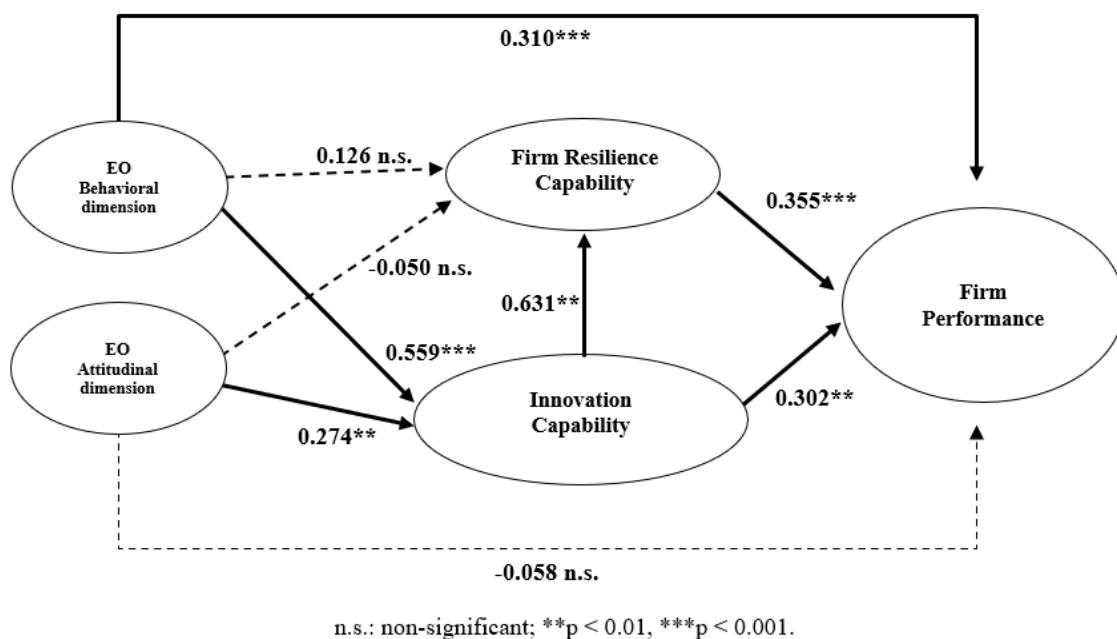 0.310***
EO
Behavioral
dimension
0.126 n.s.
Firm Resilience
Capability
0.355***
-0.050 n.s.
0.631**
Firm
Performance
EO
Attitudinal
dimension
0.559***
Innovation
Capability
0.302**
0.274**
-0.058 n.s.
n.s.: non-significant; **p < 0.01, ***p < 0.001.